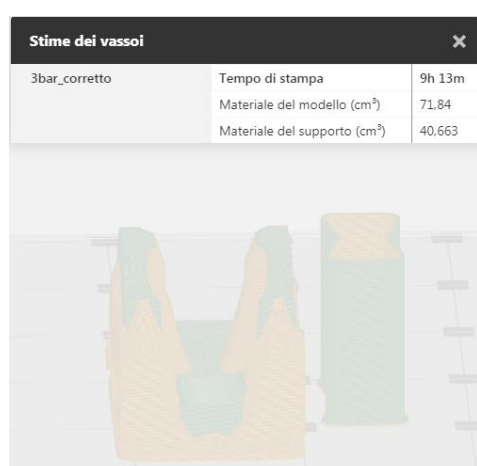 Stime dei vassoi
3bar_corretto Tempo di stampa 9h 13m
Materiale del modello (cm³) 71,84
Materiale del supporto (cm³) 40,663